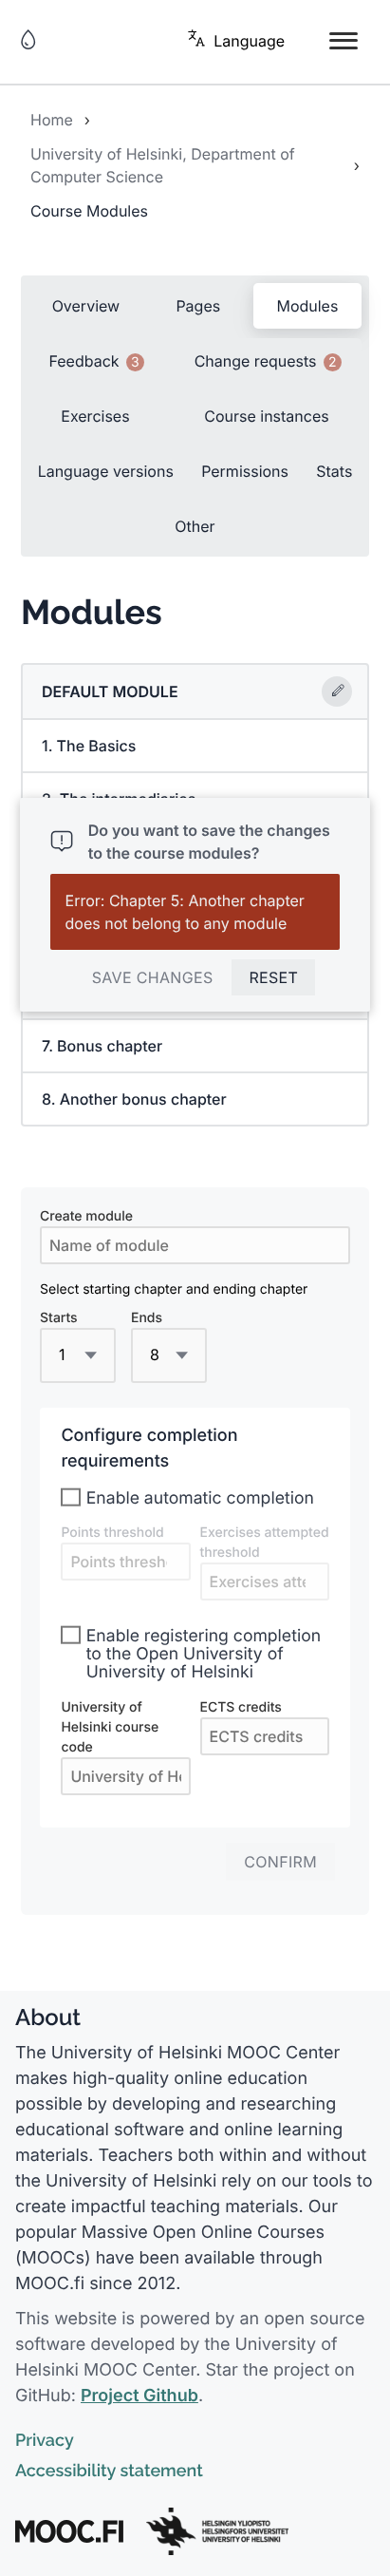 Language
Home ›
University of Helsinki, Department of
Computer Science ›
Course Modules
Overview Pages Modules
Feedback 3 Change requests 2
Exercises Course instances
Language versions Permissions Stats
Other
Modules
DEFAULT MODULE
1. The Basics
Do you want to save the changes
to the course modules?
Error: Chapter 5: Another chapter
does not belong to any module
SAVE CHANGES RESET
7. Bonus chapter
8. Another bonus chapter
Create module
Name of module
Select starting chapter and ending chapter
Starts Ends
1 8
Configure completion
requirements
Enable automatic completion
Points threshold Exercises attempted
threshold
Points thresh
Exercises atte
Enable registering completion
to the Open University of
University of Helsinki
University of ECTS credits
Helsinki course
code
ECTS credits
University of He
CONFIRM
About
The University of Helsinki MOOC Center
makes high-quality online education
possible by developing and researching
educational software and online learning
materials. Teachers both within and without
the University of Helsinki rely on our tools to
create impactful teaching materials. Our
popular Massive Open Online Courses
(MOOCs) have been available through
MOOC.fi since 2012.
This website is powered by an open source
software developed by the University of
Helsinki MOOC Center. Star the project on
GitHub: Project Github.
Privacy
Accessibility statement
MOOC.FI
HELSINGIN YLIOPISTO
HELSINGFORS UNIVERSITET
UNIVERSITY OF HELSINKI